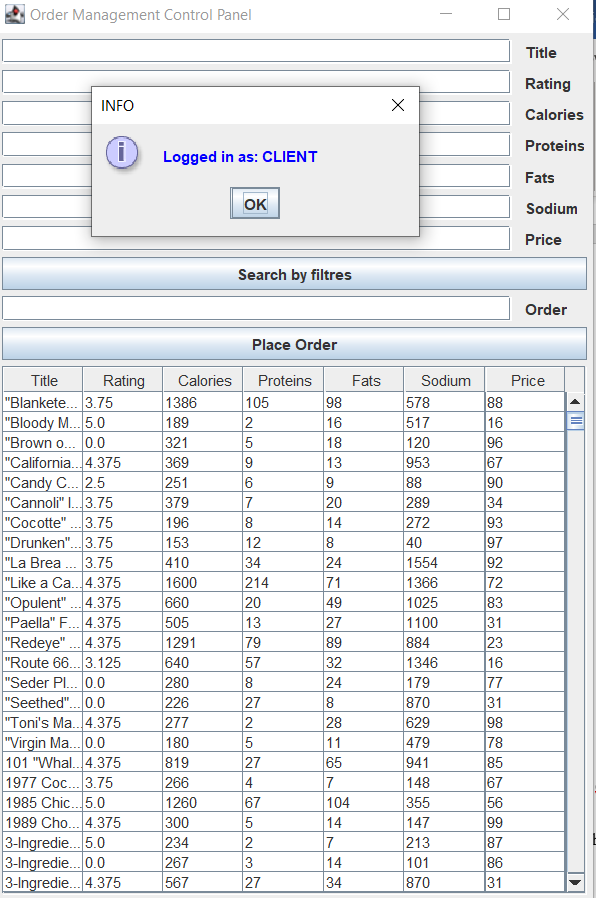 Order Management Control Panel
Title
Rating
Calories
Proteins
Fats
Sodium
Price
INFO
Logged in as: CLIENT
OK
Search by filtres
Order
Place Order
Title Rating Calories Proteins Fats Sodium Price
"Blankete... 3.75 1386 105 98 578 88
"Bloody M... 5.0 189 2 16 517 16
"Brown o... 0.0 321 5 18 120 96
"California... 4.375 369 9 13 953 67
"Candy C... 2.5 251 6 9 88 90
"Cannoli" I... 3.75 379 7 20 289 34
"Cocotte" ... 3.75 196 8 14 272 93
"Drunken"... 3.75 153 12 8 40 97
"La Brea ... 3.75 410 34 24 1554 92
"Like a Ca... 4.375 1600 214 71 1366 72
"Opulent" ... 4.375 660 20 49 1025 83
"Paella" F... 4.375 505 13 27 1100 31
"Redeye" ... 4.375 1291 79 89 884 23
"Route 66... 3.125 640 57 32 1346 16
"Seder Pl... 0.0 280 8 24 179 77
"Seethed"... 0.0 226 27 8 870 31
"Toni's Ma... 4.375 277 2 28 629 98
"Virgin Ma... 0.0 180 5 11 479 78
101 "Whal... 4.375 819 27 65 941 85
1977 Coc... 3.75 266 4 7 148 67
1985 Chic... 5.0 1260 67 104 355 56
1989 Cho... 4.375 300 5 14 147 99
3-Ingredie... 5.0 234 2 7 213 87
3-Ingredie... 0.0 267 3 14 101 86
3-Ingredie... 4.375 567 27 34 870 31